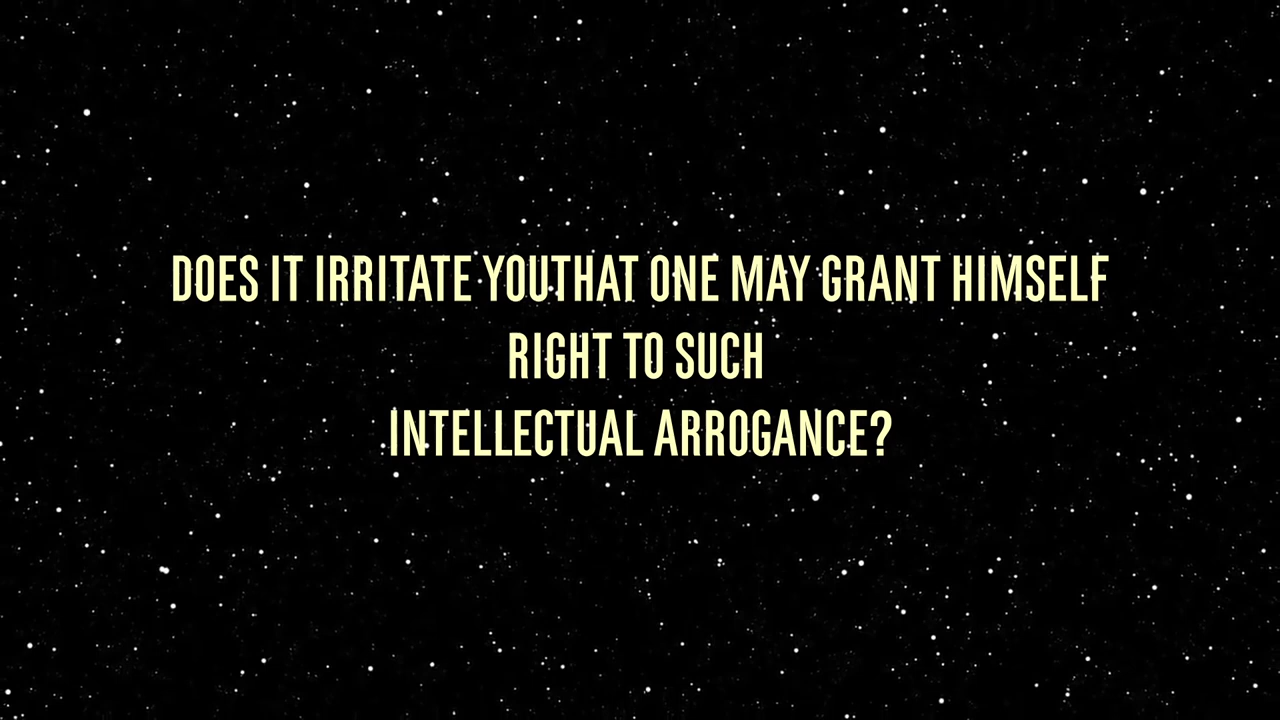 DOES IT IRRITATE YOUTHAT ONE MAY GRANT HIMSELF
RIGHT TO SUCH
INTELLECTUAL ARROGANCE?